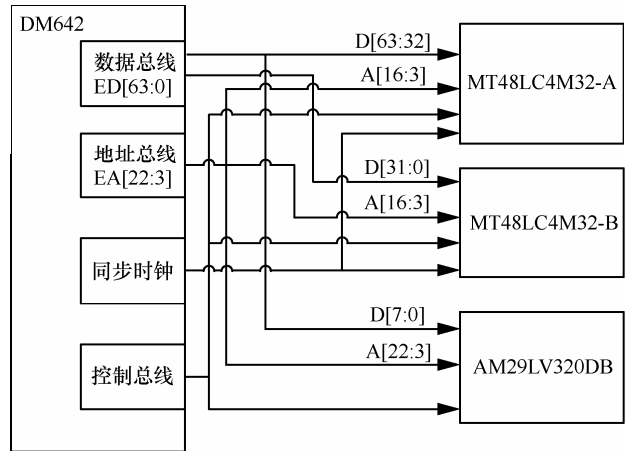 DM642
数据总线
ED[63:0]
地址总线
EA[22:3]
同步时钟
控制总线
D[63:32]
A[16:3]
MT48LC4M32-A
D[31:0]
A[16:3]
MT48LC4M32-B
D[7:0]
A[22:3]
AM29LV320DB